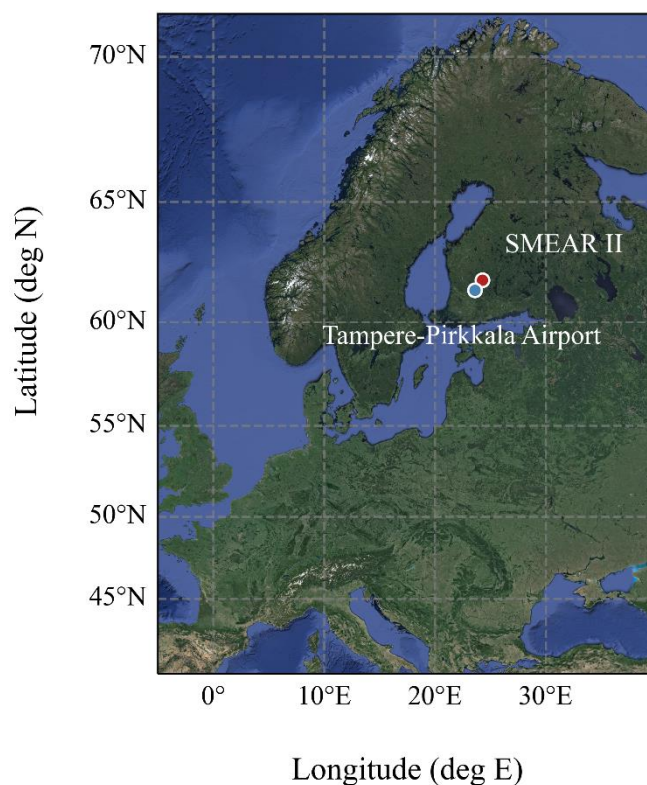 70°N
65°N
SMEAR II
60°N
Tampere-Pirkkala Airport
55°N
50°N
45°N
0°
10°E
20°E
30°E
Latitude (deg N)
Longitude (deg E)